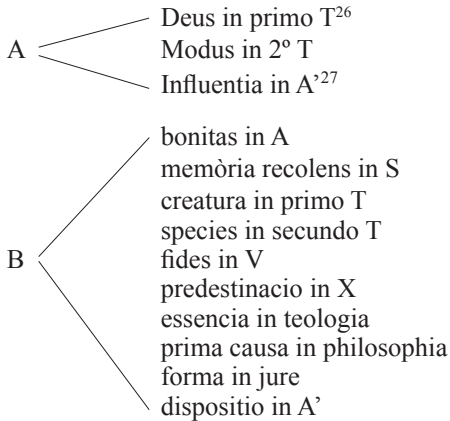 Deus in primo T²⁶
A
Modus in 2º T
Influentia in A’²⁷
bonitas in A
memòria recolens in S
creatura in primo T
species in secundo T
B
fides in V
predestinacio in X
essencia in teologia
prima causa in philosophia
forma in jure
dispositio in A’